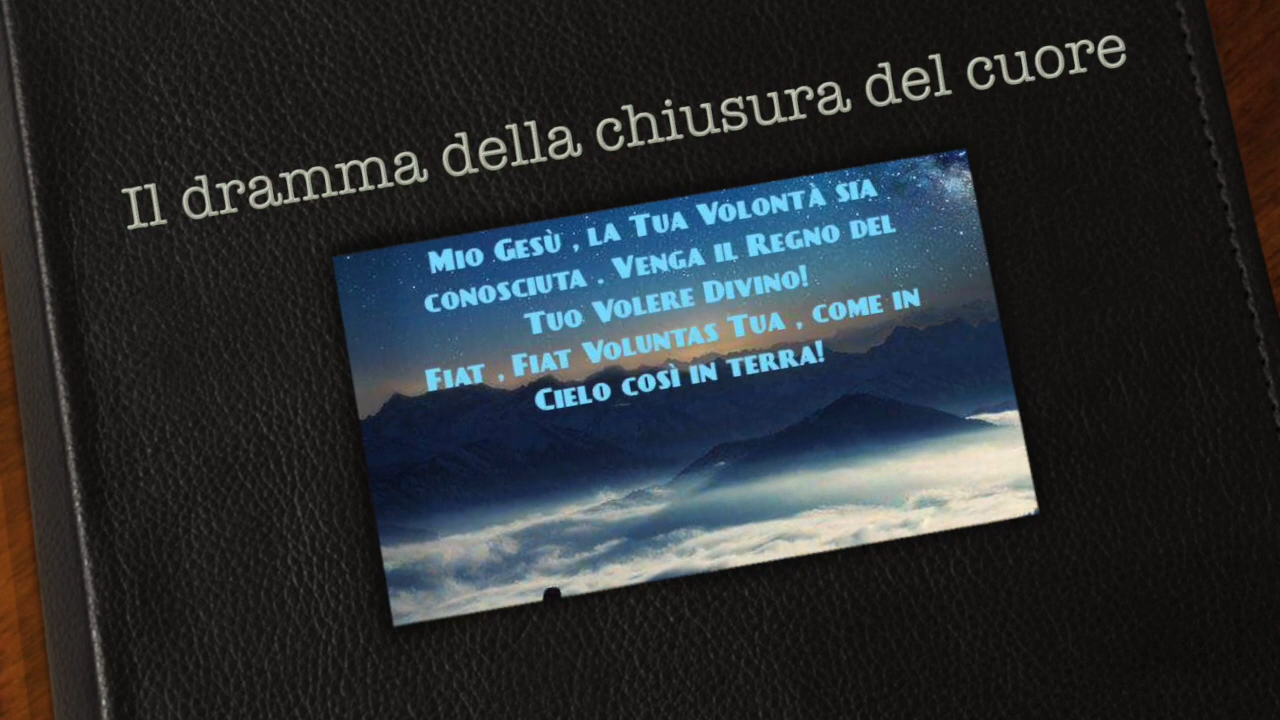 Il dramma della chiusura del cuore
Mio Gesù , la Tua Volontà sia
conosciuta . Venga il Regno del
Tuo Volere Divino!
Fiat , Fiat Voluntas Tua , come in
Cielo così in terra!